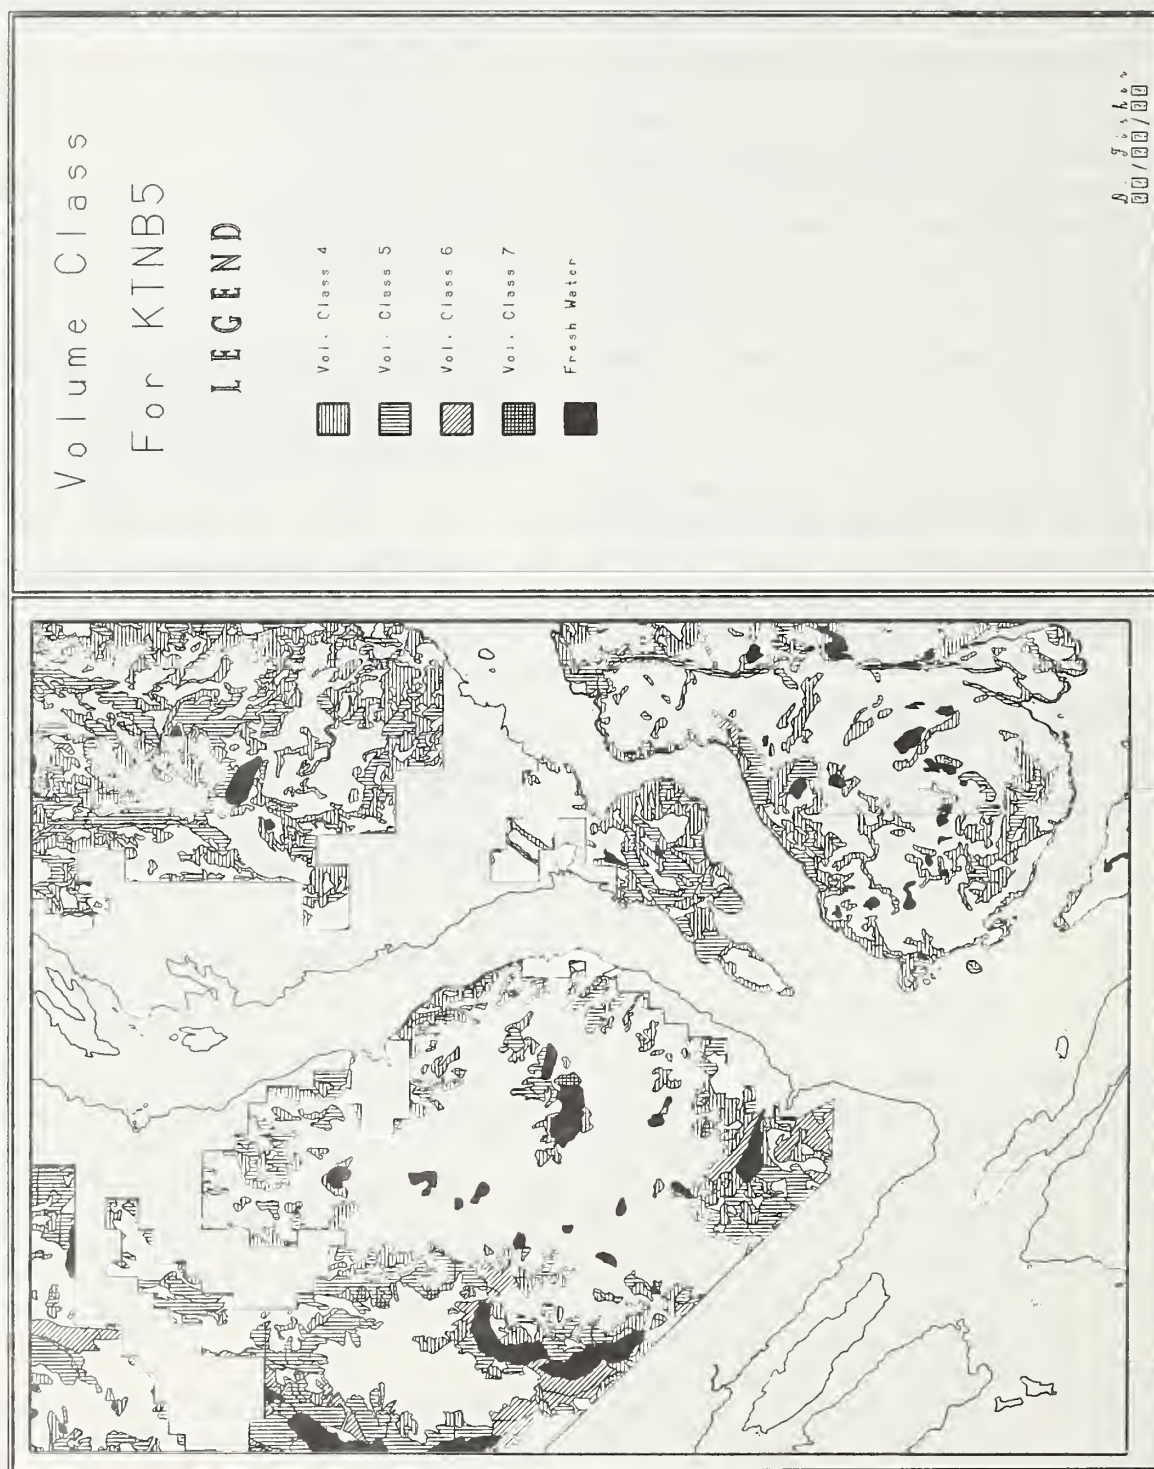 Volume Class
For KTNB5
LEGEND
Vol. Class 4
Vol. Class 5
Vol. Class 6
Vol. Class 7
Fresh Water
D. Fisher